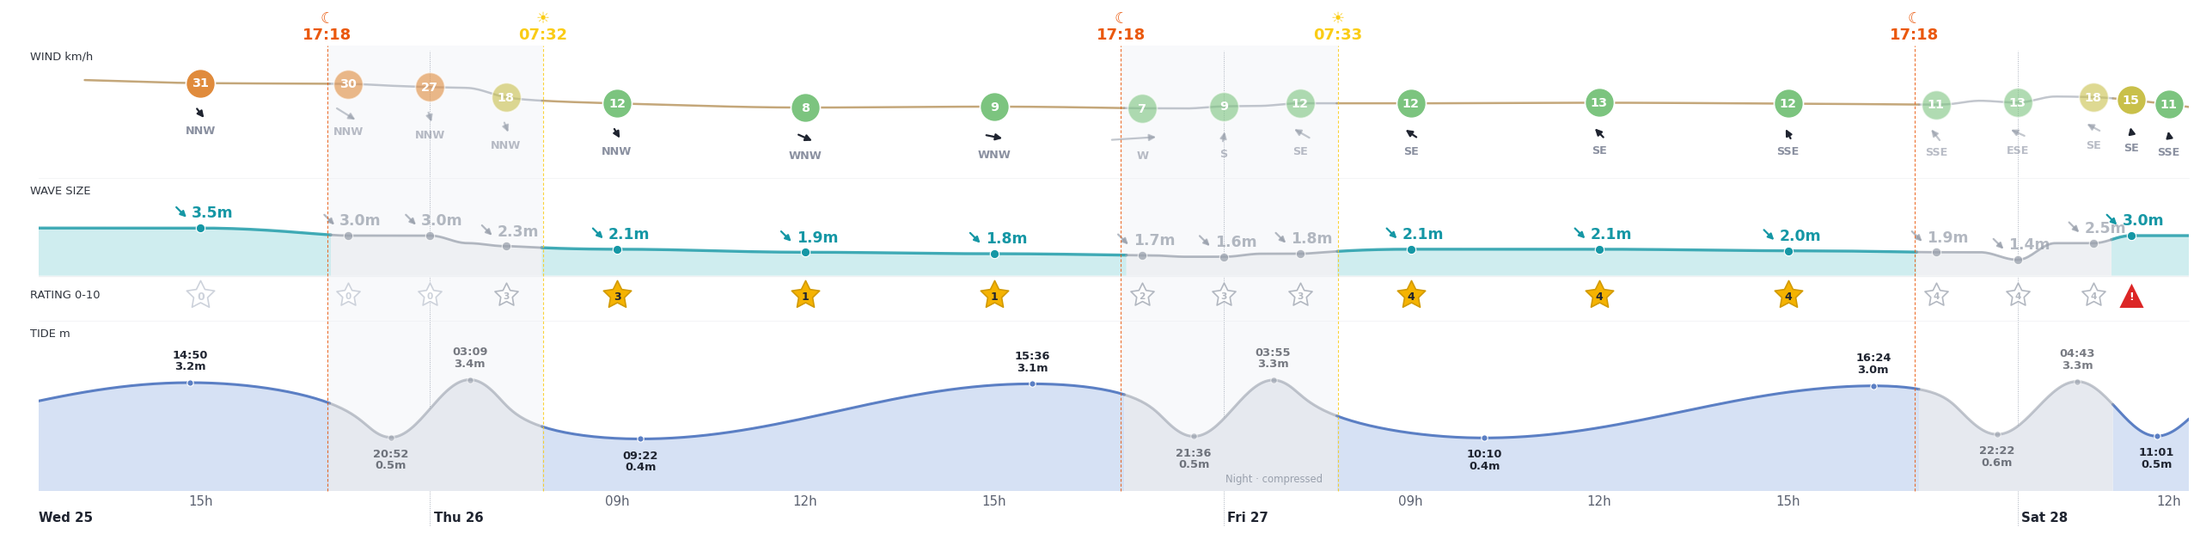 ☾ ☀ ☾ ☀ ☾
17:18 07:32 17:18 07:33 17:18
WIND km/h
31 30 27 18 12 8 9 7 9 12 12 13 12 11 13 18 15 11
NNW NNW NNW NNW NNW WNW WNW W S SE SE SE SSE SSE ESE SE SE SSE
WAVE SIZE
3.5m 3.0m 3.0m 2.3m 2.1m 1.9m 1.8m 1.7m 1.6m 1.8m 2.1m 2.1m 2.0m 1.9m 1.4m 2.5m 3.0m
RATING 0-10
0 0 0 3 3 1 1 2 3 3 4 4 4 4 4 4 !
TIDE m
14:50 03:09 15:36 03:55 16:24 04:43
3.2m 3.4m 3.1m 3.3m 3.0m 3.3m
20:52 09:22 21:36 10:10 22:22 11:01
0.5m 0.4m 0.5m 0.4m 0.6m 0.5m
Night · compressed
15h 09h 12h 15h 09h 12h 15h 12h
Wed 25 Thu 26 Fri 27 Sat 28